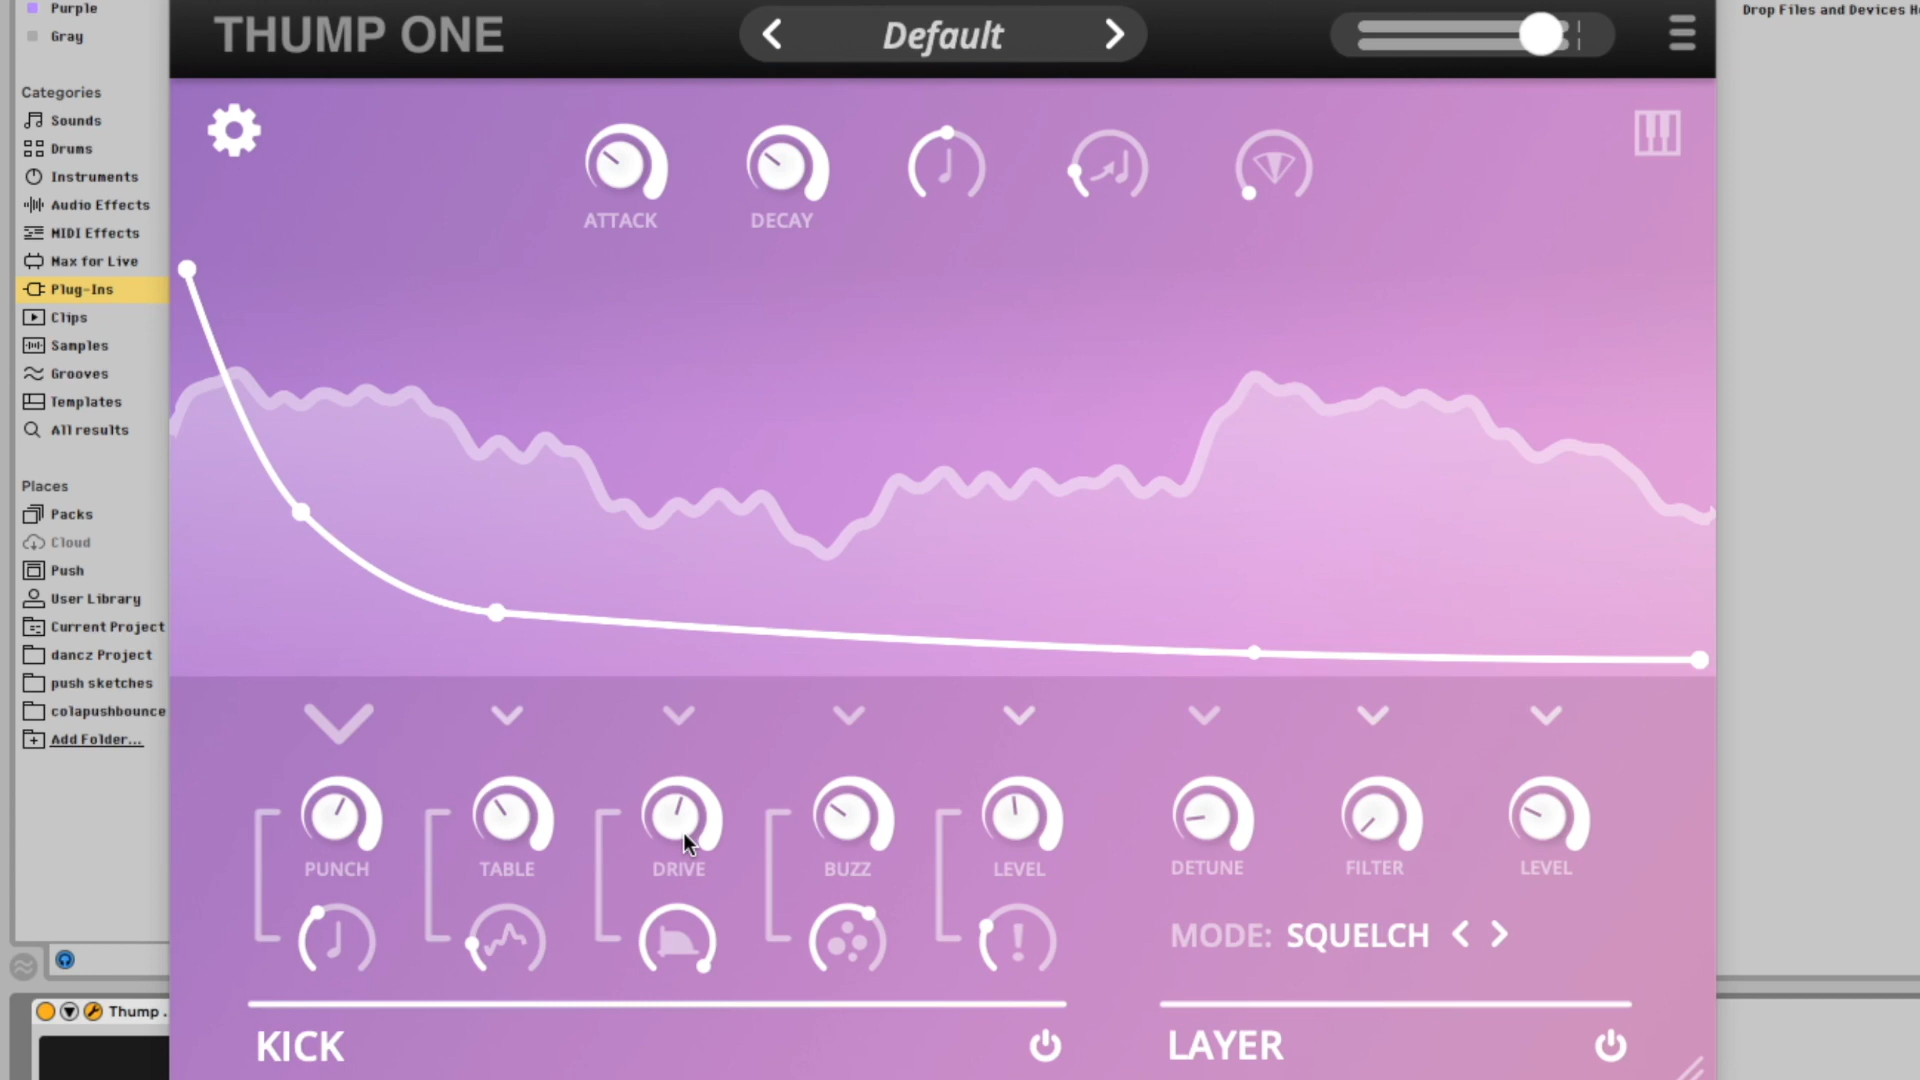 Purple
Gray
Categories
Sounds
Drums
Instruments
Audio Effects
MIDI Effects
Max for Live
Plug-Ins
Clips
Samples
Grooves
Templates
All results
Places
Packs
Cloud
Push
User Library
Current Project
dancz Project
push sketches
colapushbounce
Add Folder...
Thump .
THUMP ONE
Default
Drop Files and Devices H
ATTACK
DECAY
PUNCH
TABLE
DRIVE
BUZZ
LEVEL
DETUNE
FILTER
LEVEL
MODE: SQUELCH
KICK
LAYER